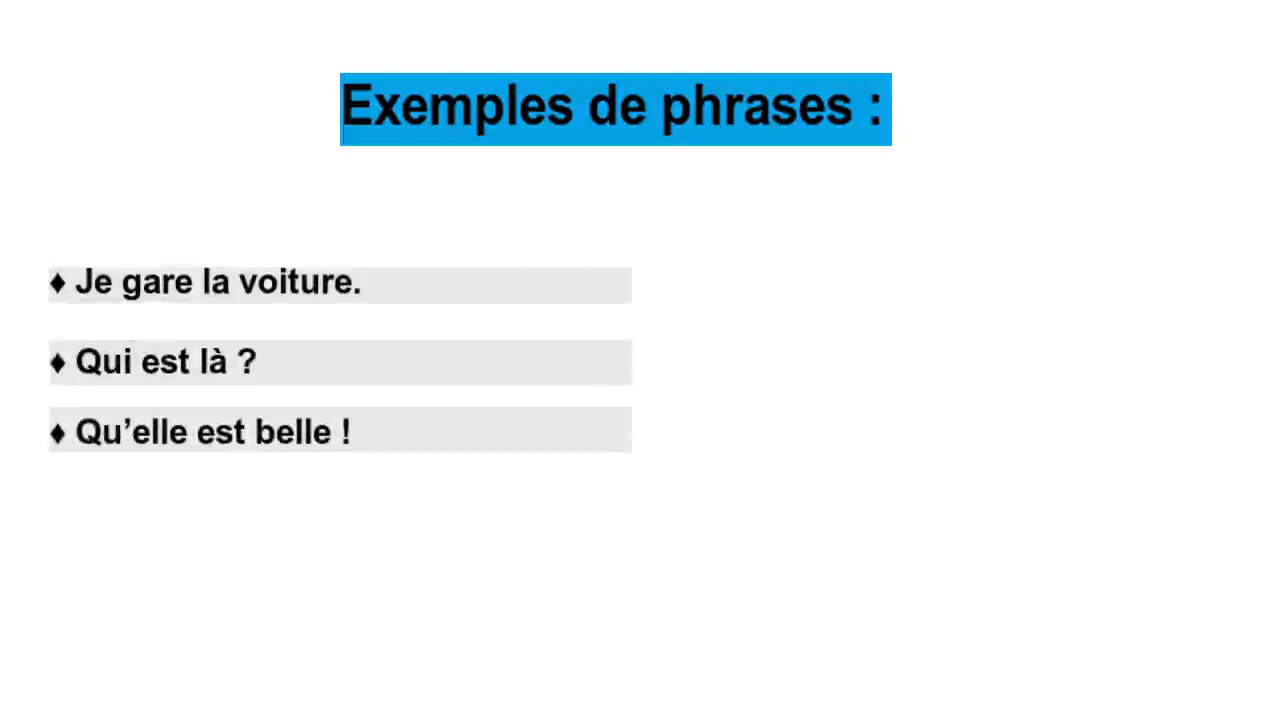 Exemples de phrases :
♦ Je gare la voiture.
♦ Qui est là ?
♦ Qu’elle est belle !